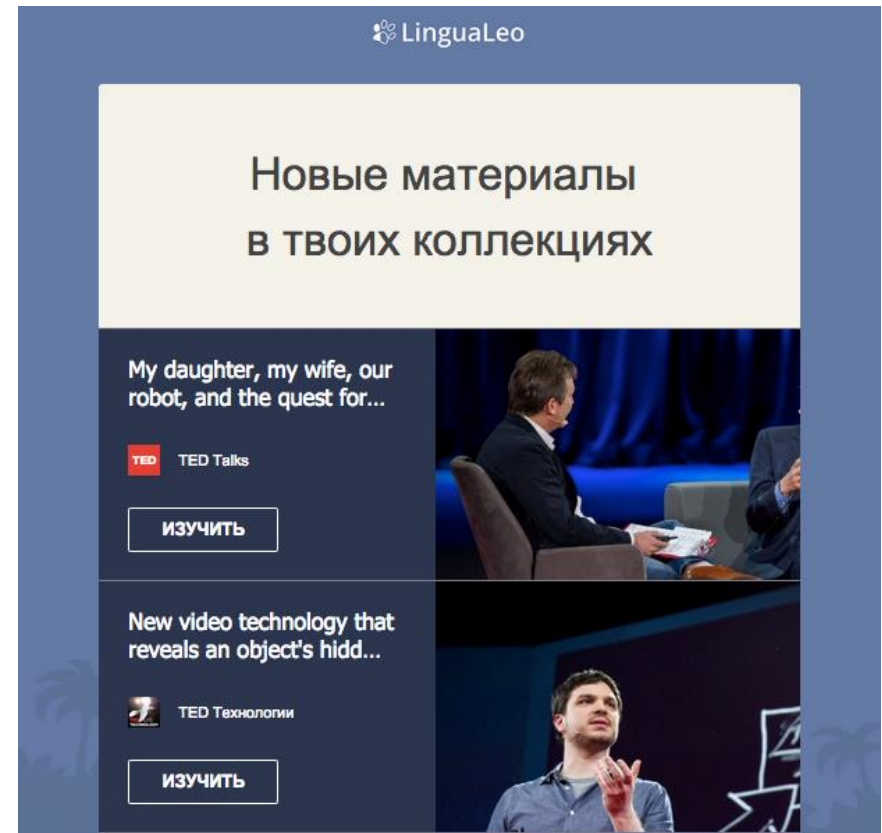 LinguaLeo
Новые материалы
в твоих коллекциях
My daughter, my wife, our
robot, and the quest for...
TED
TED Talks
ИЗУЧИТЬ
New video technology that
reveals an object's hidd...
TECHNOLOGY
TED Технологии
ИЗУЧИТЬ